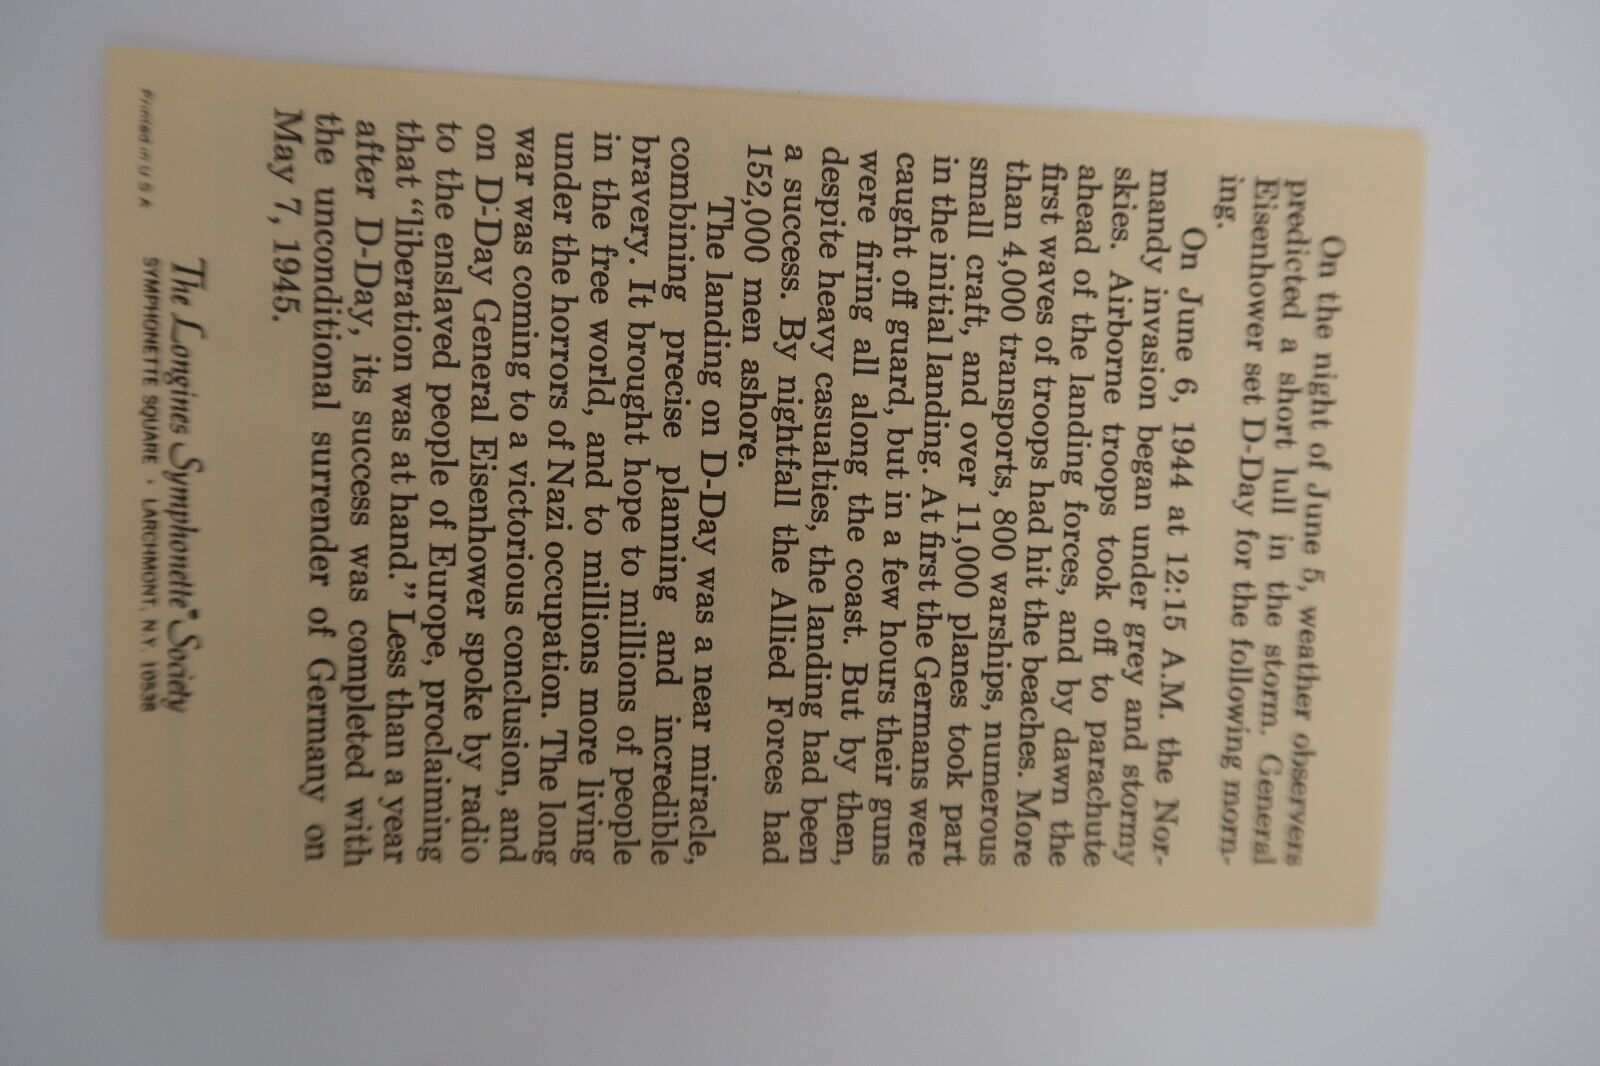 On the night of June 5, weather observers
predicted a short lull in the storm. General
Eisenhower set D-Day for the following morn-
ing.
On June 6, 1944 at 12:15 A.M. the Nor-
mandy invasion began under grey and stormy
skies. Airborne troops took off to parachute
ahead of the landing forces, and by dawn the
first waves of troops had hit the beaches. More
than 4,000 transports, 800 warships, numerous
small craft, and over 11,000 planes took part
in the initial landing. At first the Germans were
caught off guard, but in a few hours their guns
were firing all along the coast. But by then,
despite heavy casualties, the landing had been
a success. By nightfall the Allied Forces had
152,000 men ashore.
The landing on D-Day was a near miracle,
combining precise planning and incredible
bravery. It brought hope to millions of people
in the free world, and to millions more living
under the horrors of Nazi occupation. The long
war was coming to a victorious conclusion, and
on D-Day General Eisenhower spoke by radio
to the enslaved people of Europe, proclaiming
that “liberation was at hand.” Less than a year
after D-Day, its success was completed with
the unconditional surrender of Germany on
May 7, 1945.
The Longines Symphonette® Society
SYMPHONETTE SQUARE • LARCHMONT, N.Y. 10538
Printed in U S A